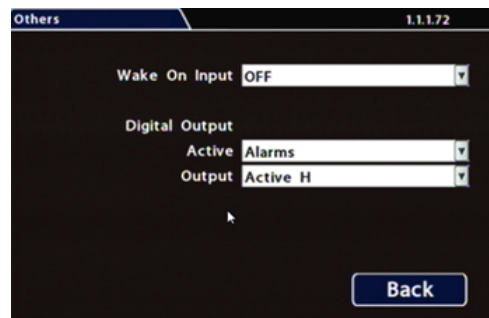 Others 1.1.1.72
Wake On Input OFF
Digital Output
Active Alarms
Output Active H
Back